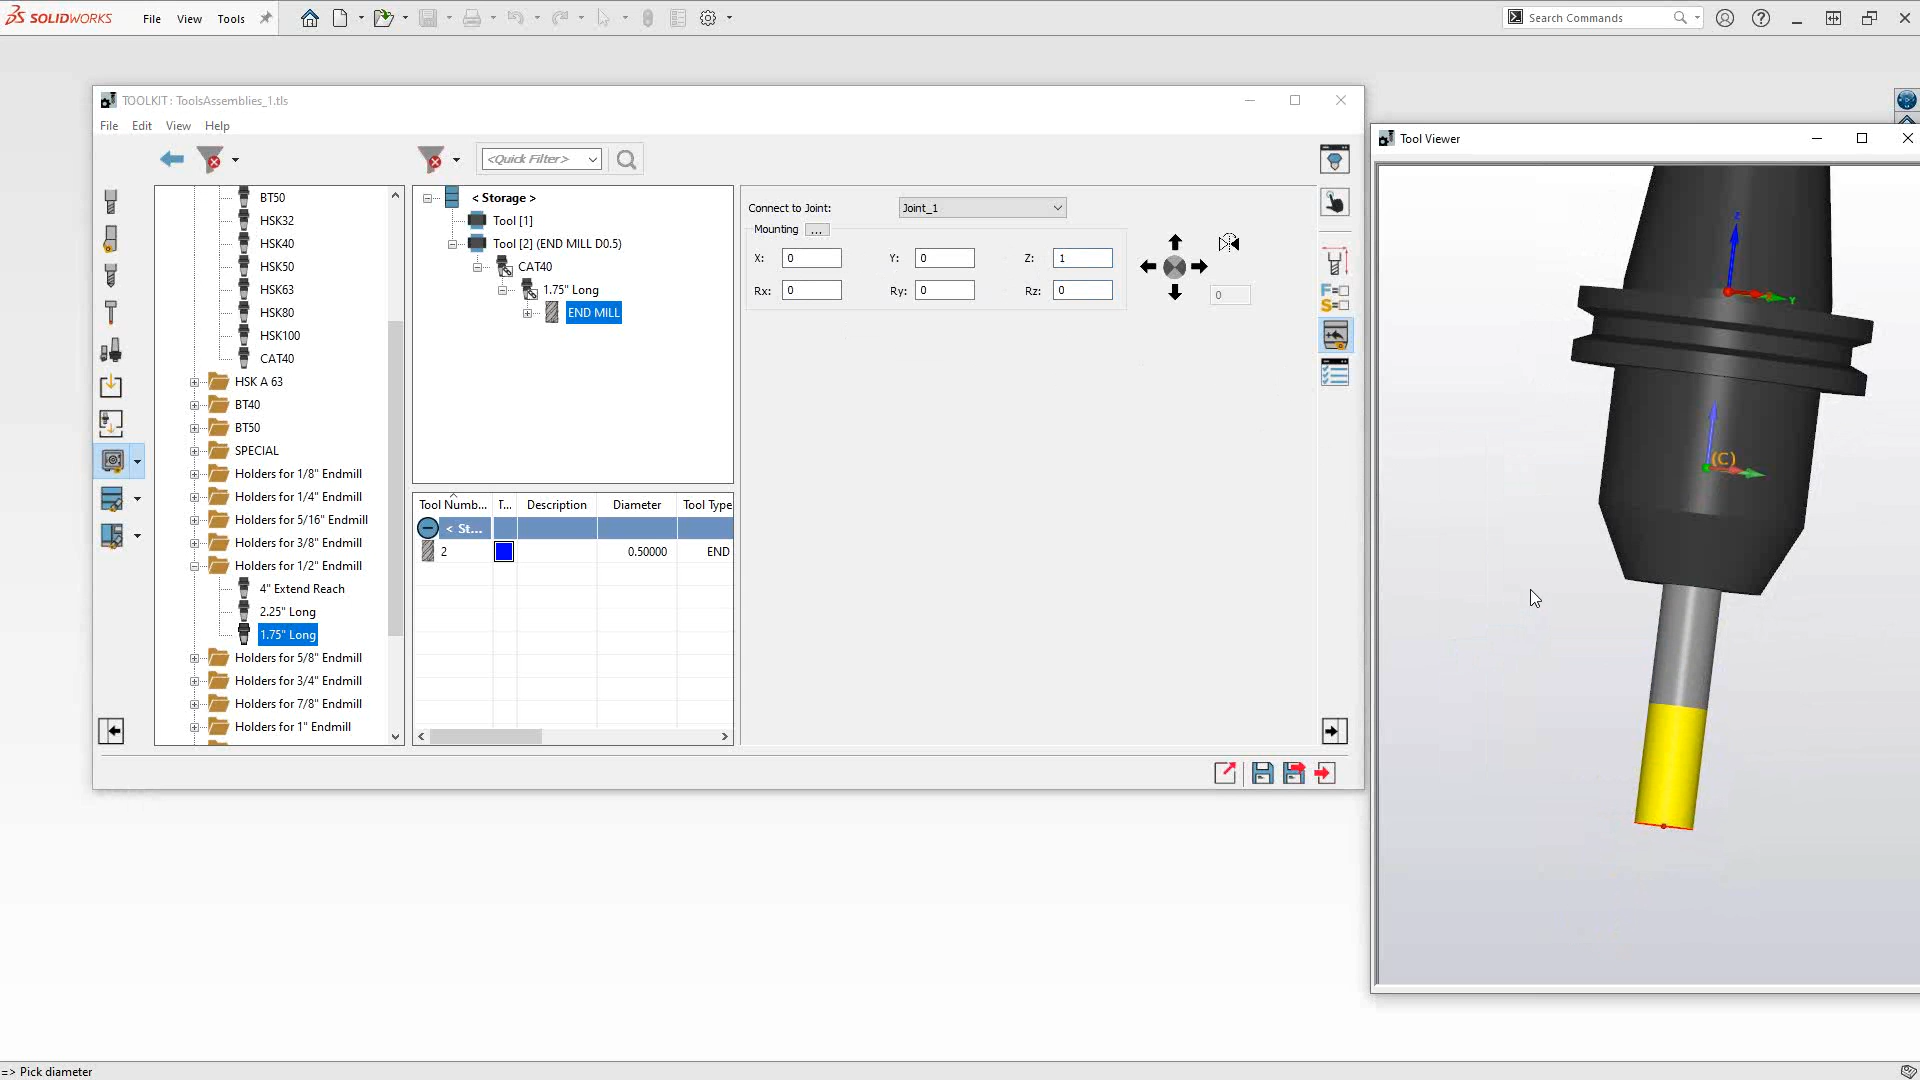 SOLIDWORKS File View Tools Search Commands
TOOLKIT : ToolsAssemblies_1.tls
File Edit View Help
Tool Viewer
<Quick Filter>
BT50
HSK32
HSK40
HSK50
HSK63
HSK80
HSK100
CAT40
HSK A 63
BT40
BT50
SPECIAL
Holders for 1/8" Endmill
Holders for 1/4" Endmill
Holders for 5/16" Endmill
Holders for 3/8" Endmill
Holders for 1/2" Endmill
4" Extend Reach
2.25" Long
1.75" Long
Holders for 5/8" Endmill
Holders for 3/4" Endmill
Holders for 7/8" Endmill
Holders for 1" Endmill
< Storage >
Tool [1]
Tool [2] (END MILL D0.5)
CAT40
1.75" Long
END MILL
Tool Numb... T... Description Diameter Tool Type
< St...
2 0.50000 END
Connect to Joint: Joint_1
Mounting ...
X: 0 Y: 0 Z: 1
Rx: 0 Ry: 0 Rz: 0
0
F=
S=
Z
Y
(C)
=> Pick diameter